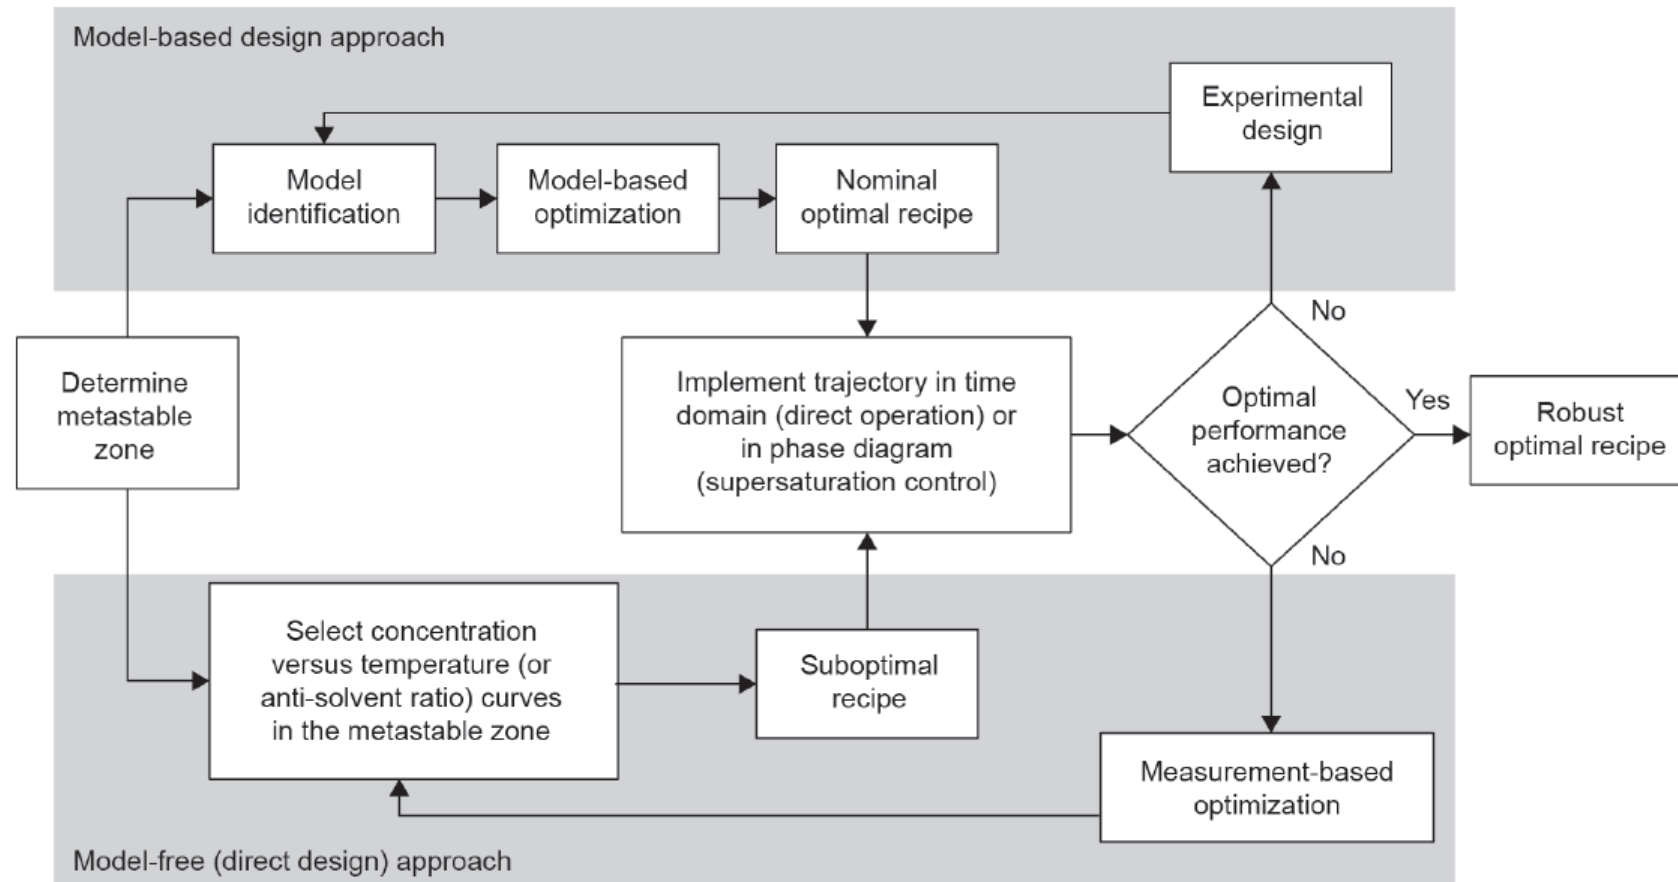 Model-based design approach
Experimental
design
Model
identification
Model-based
optimization
Nominal
optimal recipe
No
Determine
metastable
zone
Implement trajectory in time
domain (direct operation) or
in phase diagram
(supersaturation control)
Optimal
performance
achieved?
Yes
Robust
optimal recipe
No
Select concentration
versus temperature (or
anti-solvent ratio) curves
in the metastable zone
Suboptimal
recipe
Measurement-based
optimization
Model-free (direct design) approach